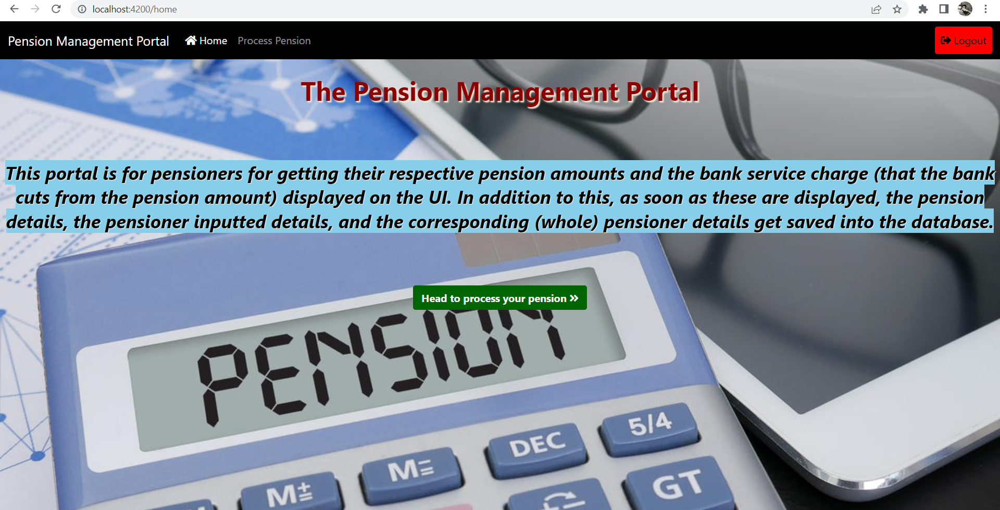 localhost:4200/home
Pension Management Portal Home Process Pension Logout
The Pension Management Portal
This portal is for pensioners for getting their respective pension amounts and the bank service charge (that the bank
cuts from the pension amount) displayed on the UI. In addition to this, as soon as these are displayed, the pension
details, the pensioner inputted details, and the corresponding (whole) pensioner details get saved into the database.
Head to process your pension »
PENSION
5/4
DEC
M=
M±
GT